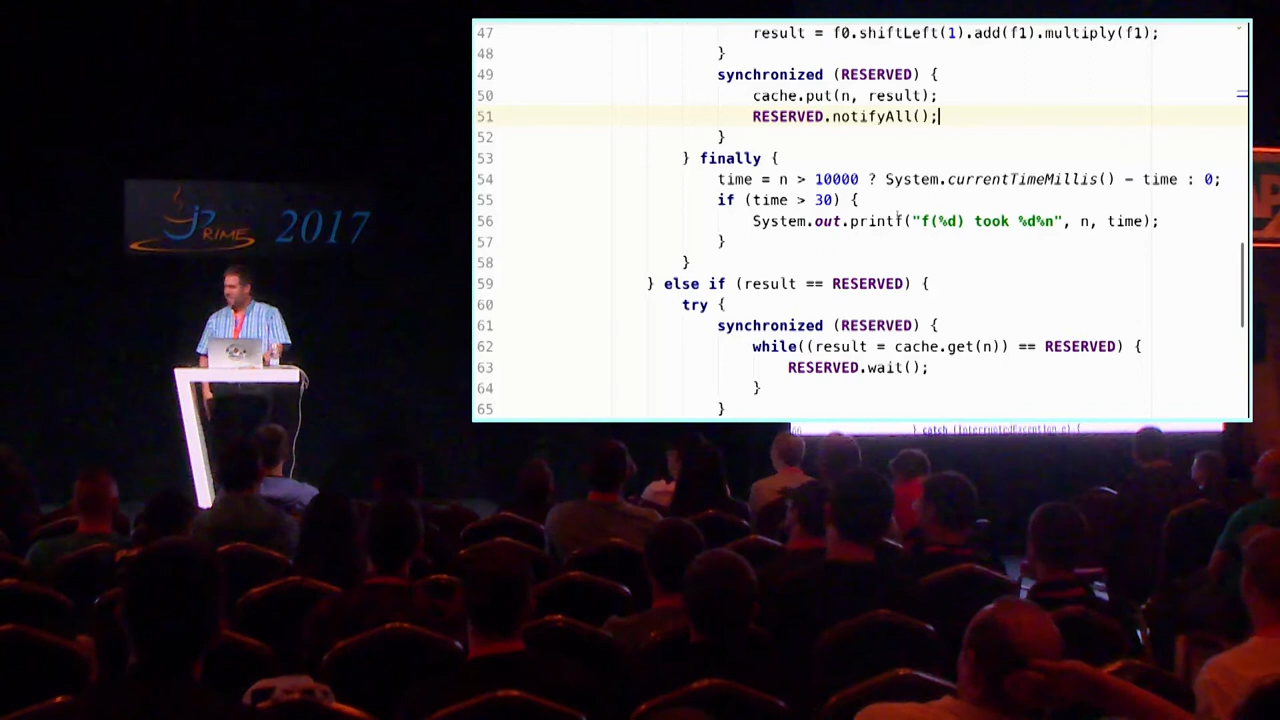 JPRIME 2017
47 result = f0.shiftLeft(1).add(f1).multiply(f1);
48 }
49 synchronized (RESERVED) {
50 cache.put(n, result);
51 RESERVED.notifyAll();
52 }
53 } finally {
54 time = n > 10000 ? System.currentTimeMillis() - time : 0;
55 if (time > 30) {
56 System.out.printf("f(%d) took %d%n", n, time);
57 }
58 }
59 } else if (result == RESERVED) {
60 try {
61 synchronized (RESERVED) {
62 while((result = cache.get(n)) == RESERVED) {
63 RESERVED.wait();
64 }
65 }
} catch (InterruptedException e) {